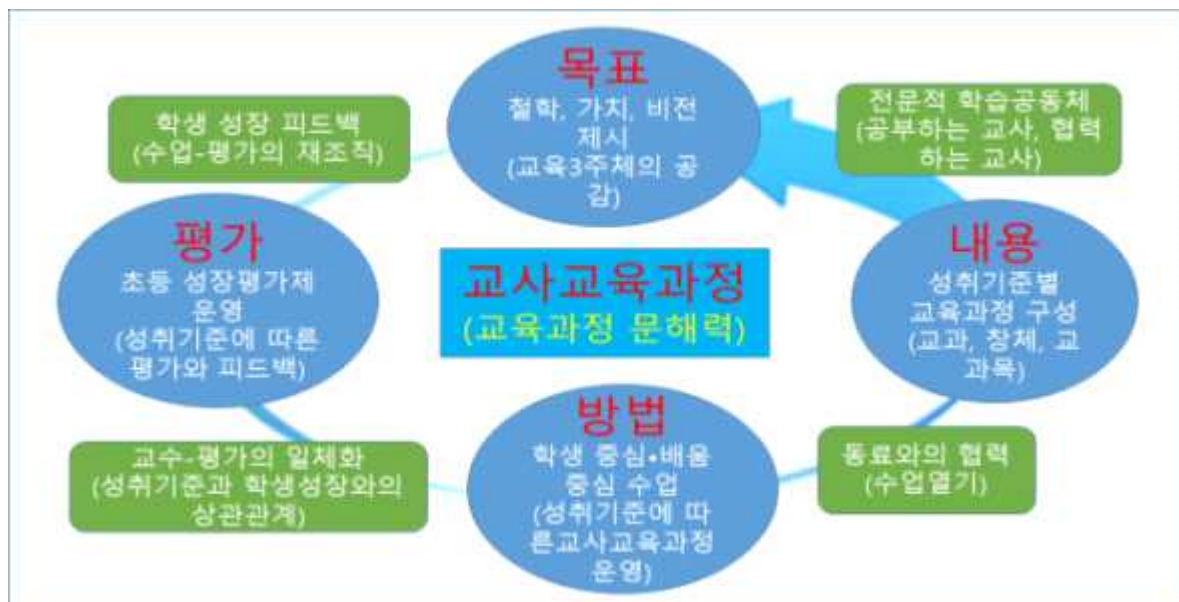 목표
철학, 가치, 비전
제시
(교육3주체의 공
감)
학생 성장 피드백
(수업-평가의 재조직)
전문적 학습공동체
(공부하는 교사, 협력
하는 교사)
평가
초등 성장평가제
운영
(성취기준에 따른
평가와 피드백)
교사교육과정
(교육과정 문해력)
내용
성취기준별
교육과정 구성
(교과, 창체, 교
과목)
방법
학생 중심•배움
중심 수업
(성취기준에 따
른교사교육과정
운영)
교수-평가의 일체화
(성취기준과 학생성장와의
상관관계)
동료와의 협력
(수업열기)